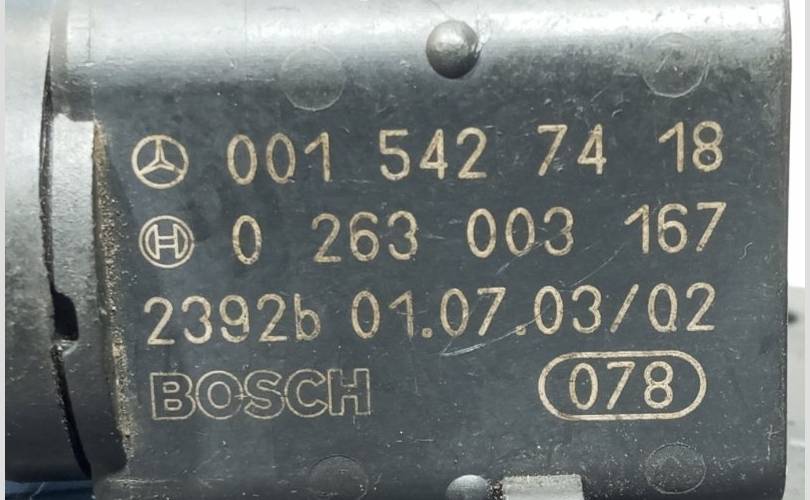 001 542 74 18
0 263 003 167
2392b 01.07.03/02
BOSCH 078